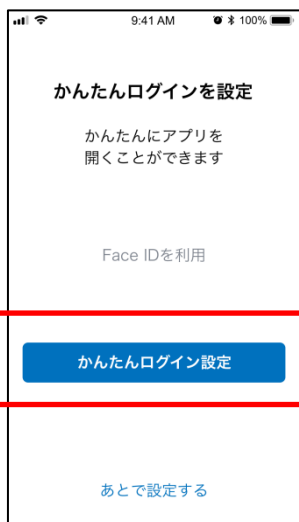 9:41 AM 100%
かんたんログインを設定
かんたんにアプリを
開くことができます
Face IDを利用
かんたんログイン設定
あとで設定する